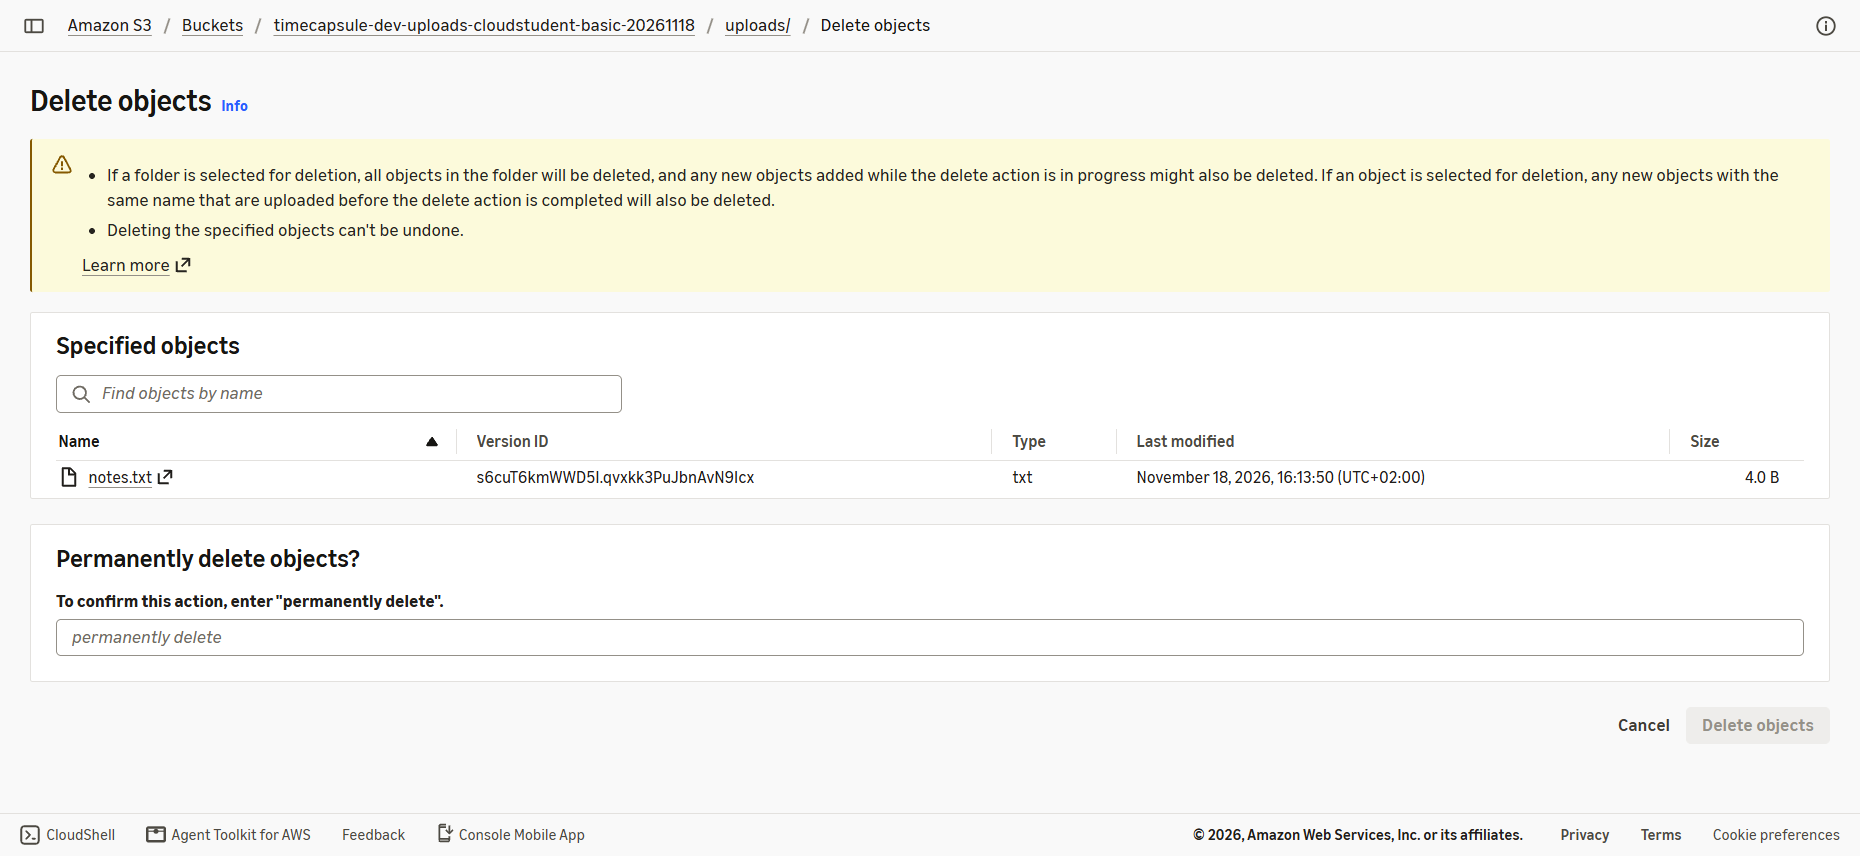 Amazon S3 / Buckets / timecapsule-dev-uploads-cloudstudent-basic-20261118 / uploads/ / Delete objects
Delete objects Info
• If a folder is selected for deletion, all objects in the folder will be deleted, and any new objects added while the delete action is in progress might also be deleted. If an object is selected for deletion, any new objects with the
same name that are uploaded before the delete action is completed will also be deleted.
• Deleting the specified objects can't be undone.
Learn more
Specified objects
Find objects by name
Name Version ID Type Last modified Size
notes.txt s6cuT6kmWWD5I.qvxkk3PuJbnAvN9Icx txt November 18, 2026, 16:13:50 (UTC+02:00) 4.0 B
Permanently delete objects?
To confirm this action, enter "permanently delete".
permanently delete
Cancel Delete objects
CloudShell Agent Toolkit for AWS Feedback Console Mobile App © 2026, Amazon Web Services, Inc. or its affiliates. Privacy Terms Cookie preferences